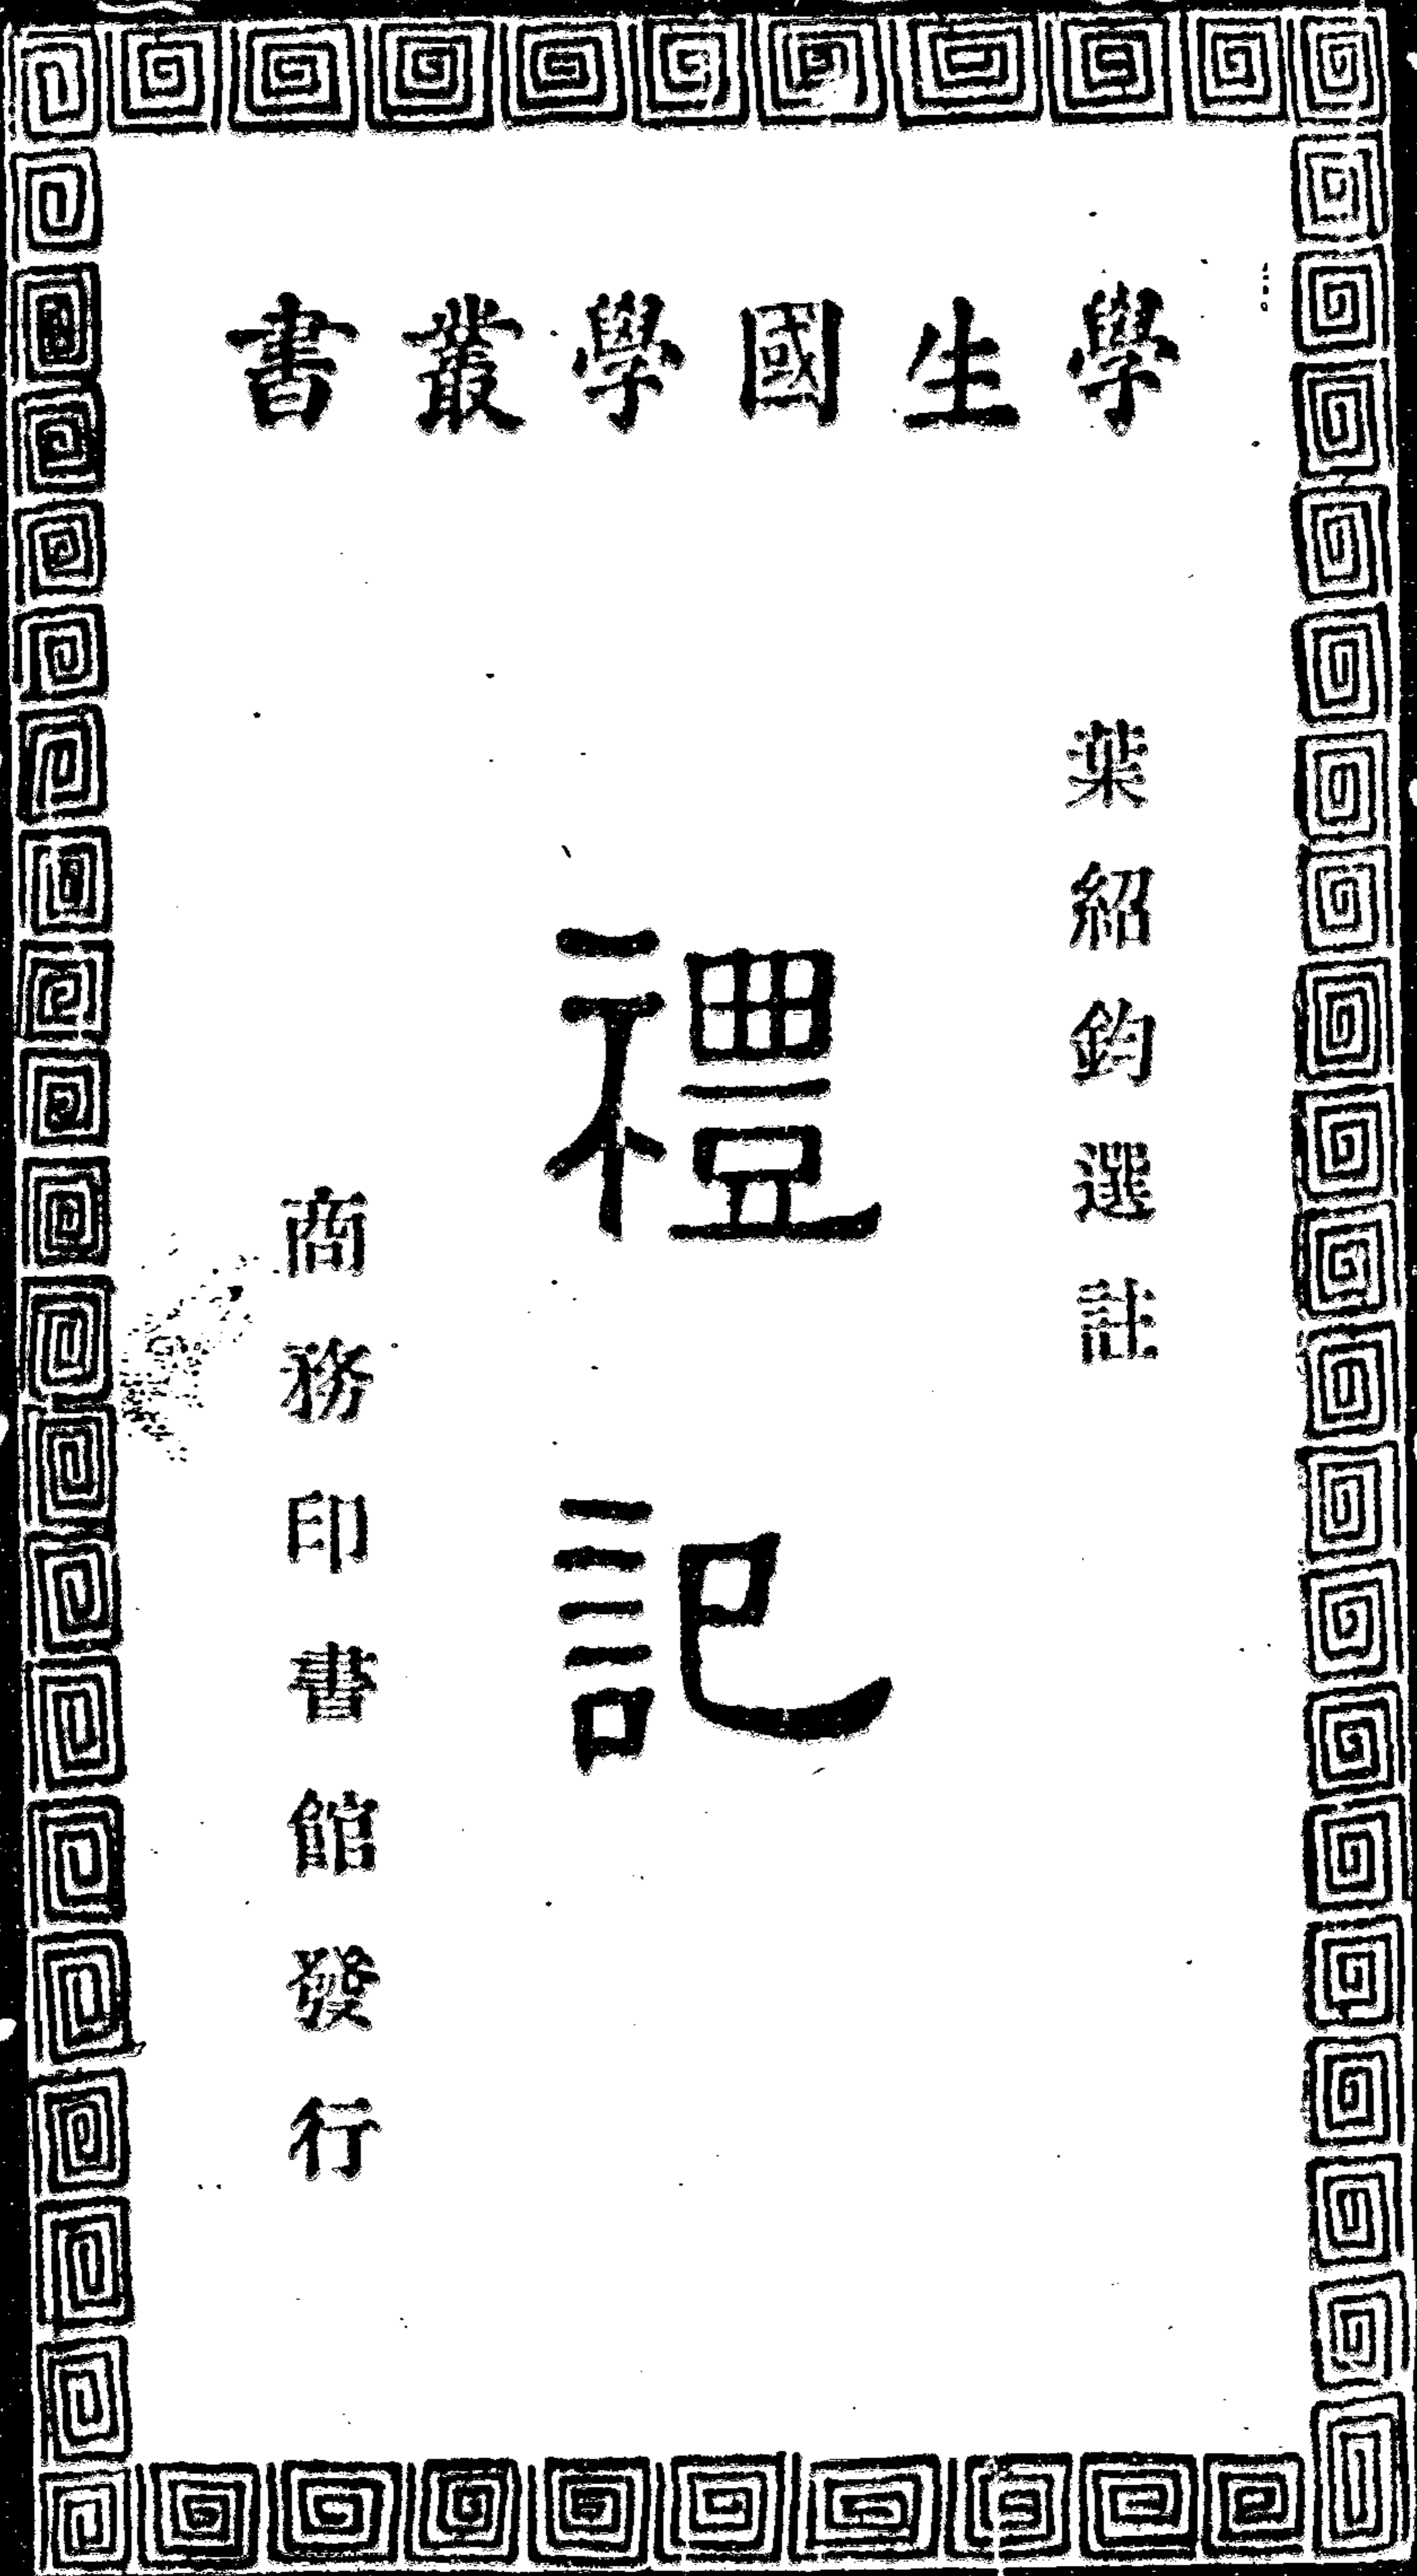 學生國學叢書
葉紹鈞選註
禮記
商務印書館發行